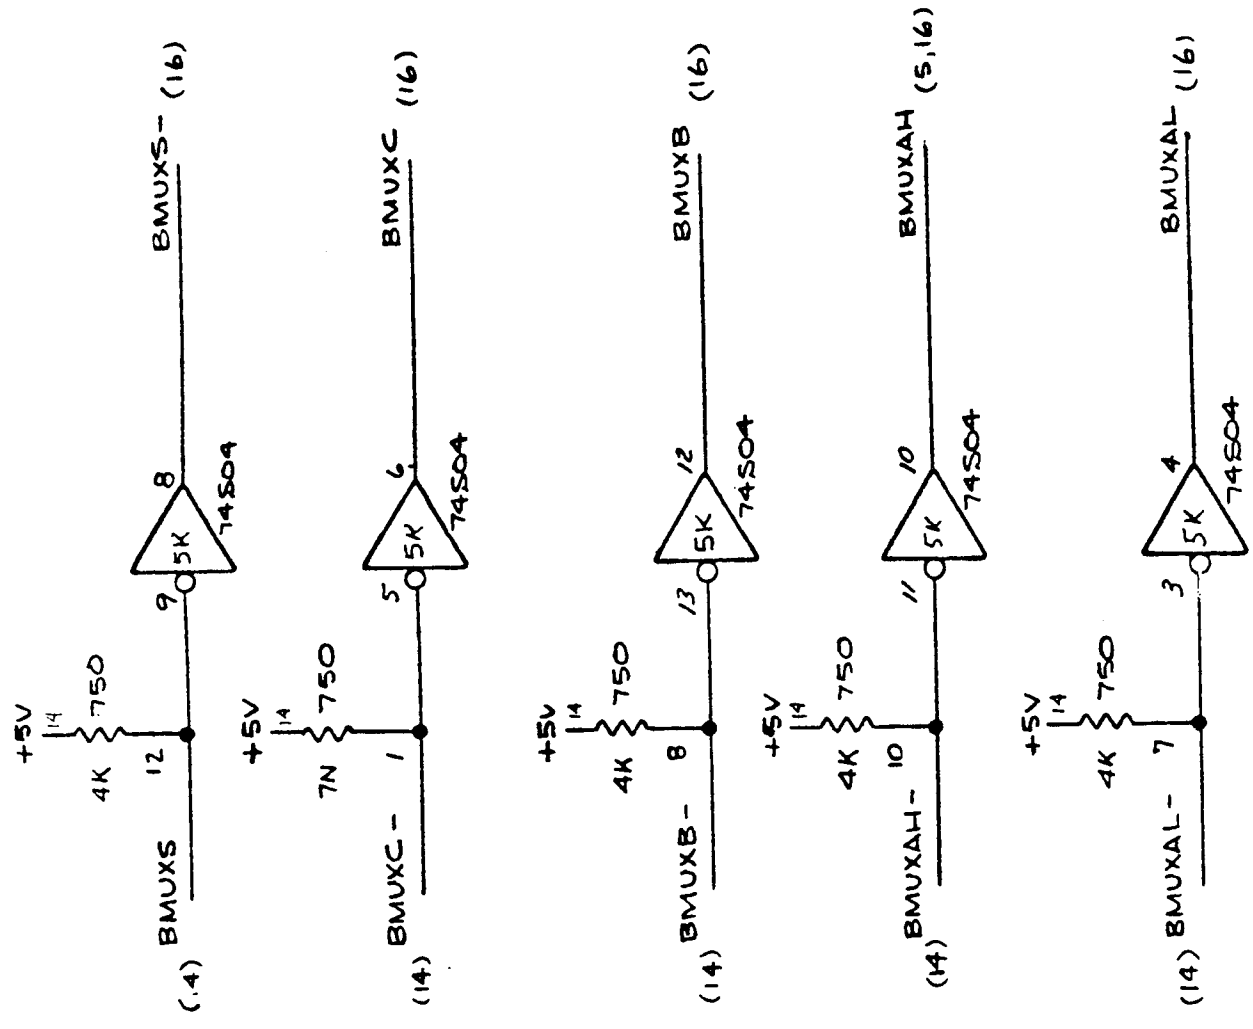 (14) BMUXS
+5V
14
4K 750
12
9 5K 8
74S04
BMUXS- (16)
(14) BMUXC-
+5V
14
7N 750
1
5 5K 6
74S04
BMUXC (16)
(14) BMUXB-
+5V
14
4K 750
8
13 5K 12
74S04
BMUXB (16)
(14) BMUXAH-
+5V
14
4K 750
10
11 5K 10
74S04
BMUXAH (5,16)
(14) BMUXAL-
+5V
14
4K 750
7
3 5K 4
74S04
BMUXAL (16)